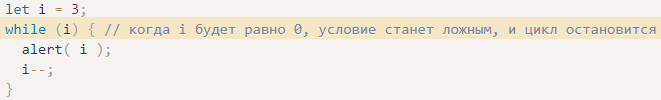 let i = 3;
while (i) { // когда i будет равно 0, условие станет ложным, и цикл остановится
  alert( i );
  i--;
}